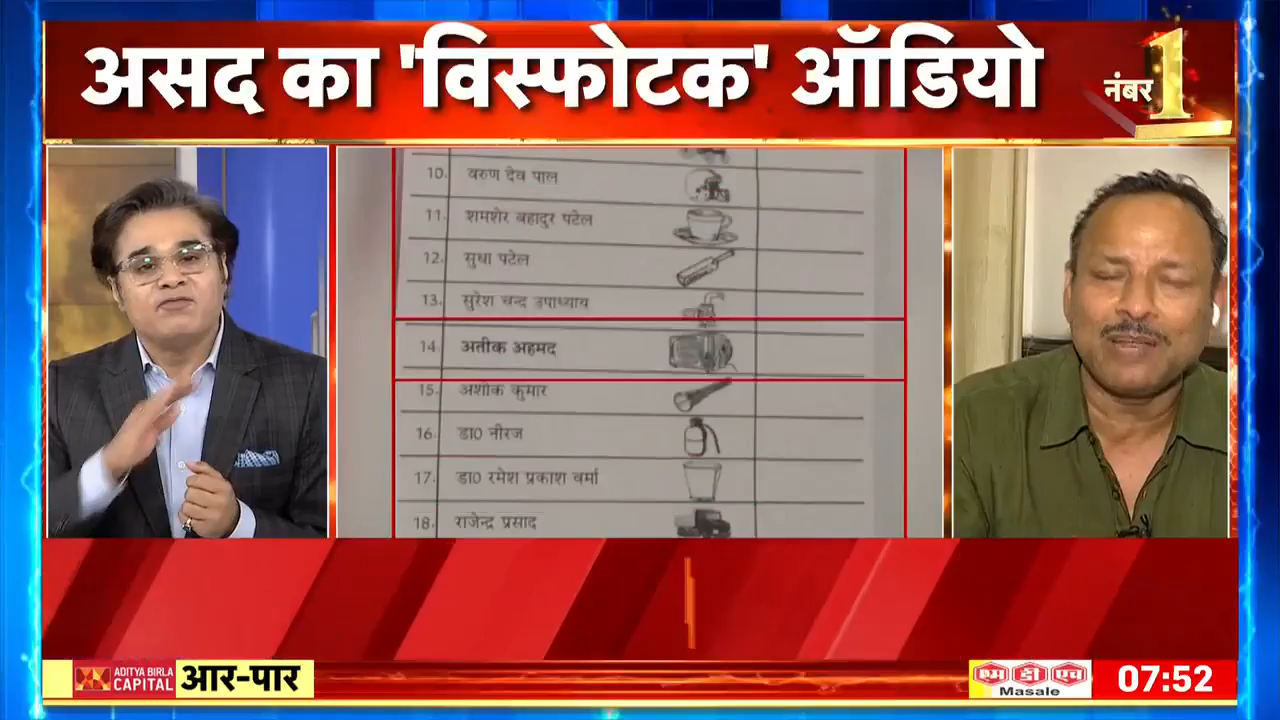 असद का 'विस्फोटक' ऑडियो
नंबर 1
10. वरुण देव पाल
11. शमशेर बहादुर पटेल
12. सुधा पटेल
13. सुरेश चन्द्र उपाध्याय
14. अतीक अहमद
15. अशोक कुमार
16. डा0 नीरज
17. डा0 रमेश प्रकाश वर्मा
18. राजेन्द्र प्रसाद
ADITYA BIRLA
CAPITAL
आर-पार
एम डी एच
Masale
07:52